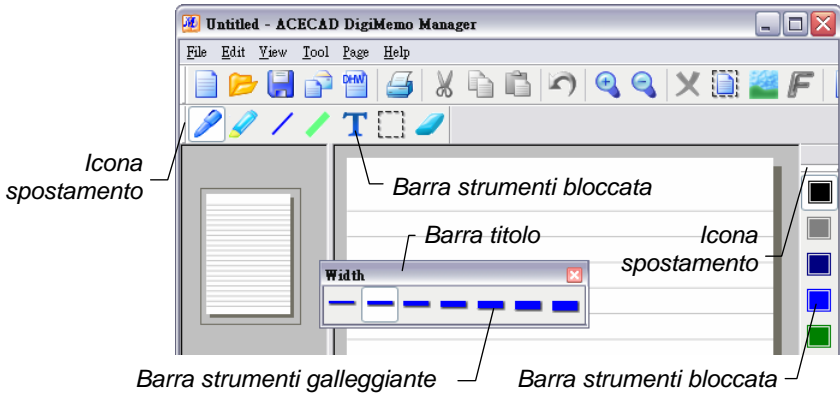 Untitled - ACECAD DigiMemo Manager
File Edit View Tool Page Help
DHW
T
F
Icona
spostamento
Barra strumenti bloccata
Barra titolo
Icona
spostamento
Width
Barra strumenti galleggiante
Barra strumenti bloccata